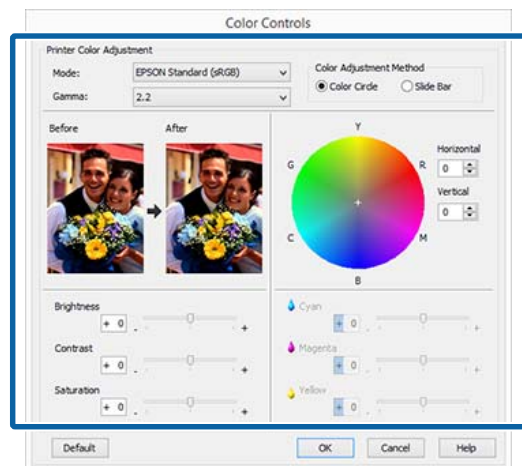 Color Controls
Printer Color Adjustment
Mode: EPSON Standard (sRGB)
Gamma: 2.2
Color Adjustment Method
Color Circle Slide Bar
Before After
Y
G R
C M
B
Horizontal
0
Vertical
0
Brightness
+ 0 - +
Contrast
+ 0 - +
Saturation
+ 0 - +
Cyan
+ 0 - +
Magenta
+ 0 - +
Yellow
+ 0 - +
Default OK Cancel Help